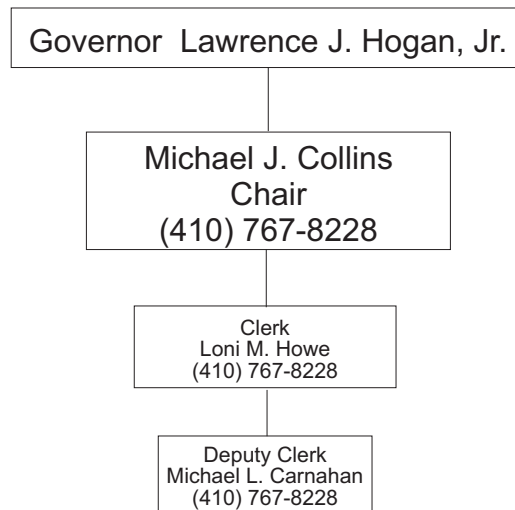 Governor  Lawrence J. Hogan, Jr.
Michael J. Collins
Chair
(410) 767-8228
Clerk
Loni M. Howe
(410) 767-8228
Deputy Clerk
Michael L. Carnahan
(410) 767-8228